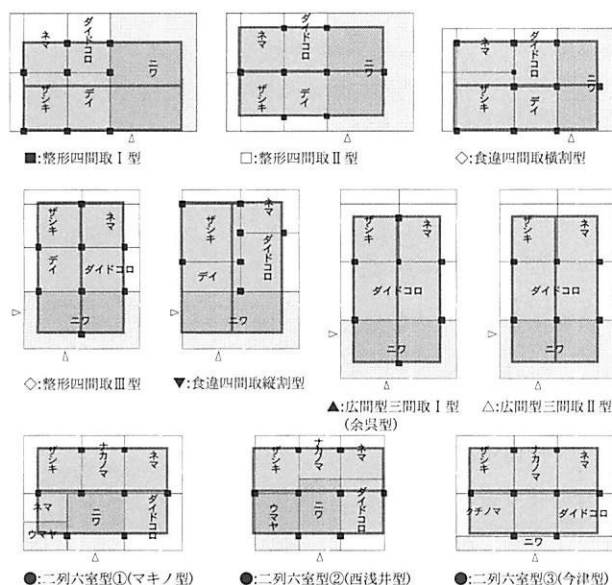 ネマ ダイドコロ ニワ
ザシキ デイ
ネマ ダイドコロ ニワ
ザシキ デイ
ネマ ダイドコロ ニワ
ザシキ デイ
■:整形四間取Ⅰ型
□:整形四間取Ⅱ型
◇:食違四間取横割型
ザシキ ネマ
デイ ダイドコロ
ニワ
ザシキ ネマ
デイ ダイドコロ
ニワ
ザシキ ネマ
ダイドコロ
ニワ
ザシキ ネマ
ダイドコロ
ニワ
◇:整形四間取Ⅲ型
▼:食違四間取縦割型
▲:広間型三間取Ⅰ型
(余呉型)
△:広間型三間取Ⅱ型
ザシキ ナカノマ ネマ
ネマ ニワ ダイドコロ
ウマヤ
ザシキ ナカノマ ネマ
ウマヤ ニワ ダイドコロ
ザシキ ナカノマ ネマ
クチノマ ダイドコロ
ニワ
●:二列六室型①(マキノ型)
●:二列六室型②(西浅井型)
●:二列六室型③(今津型)